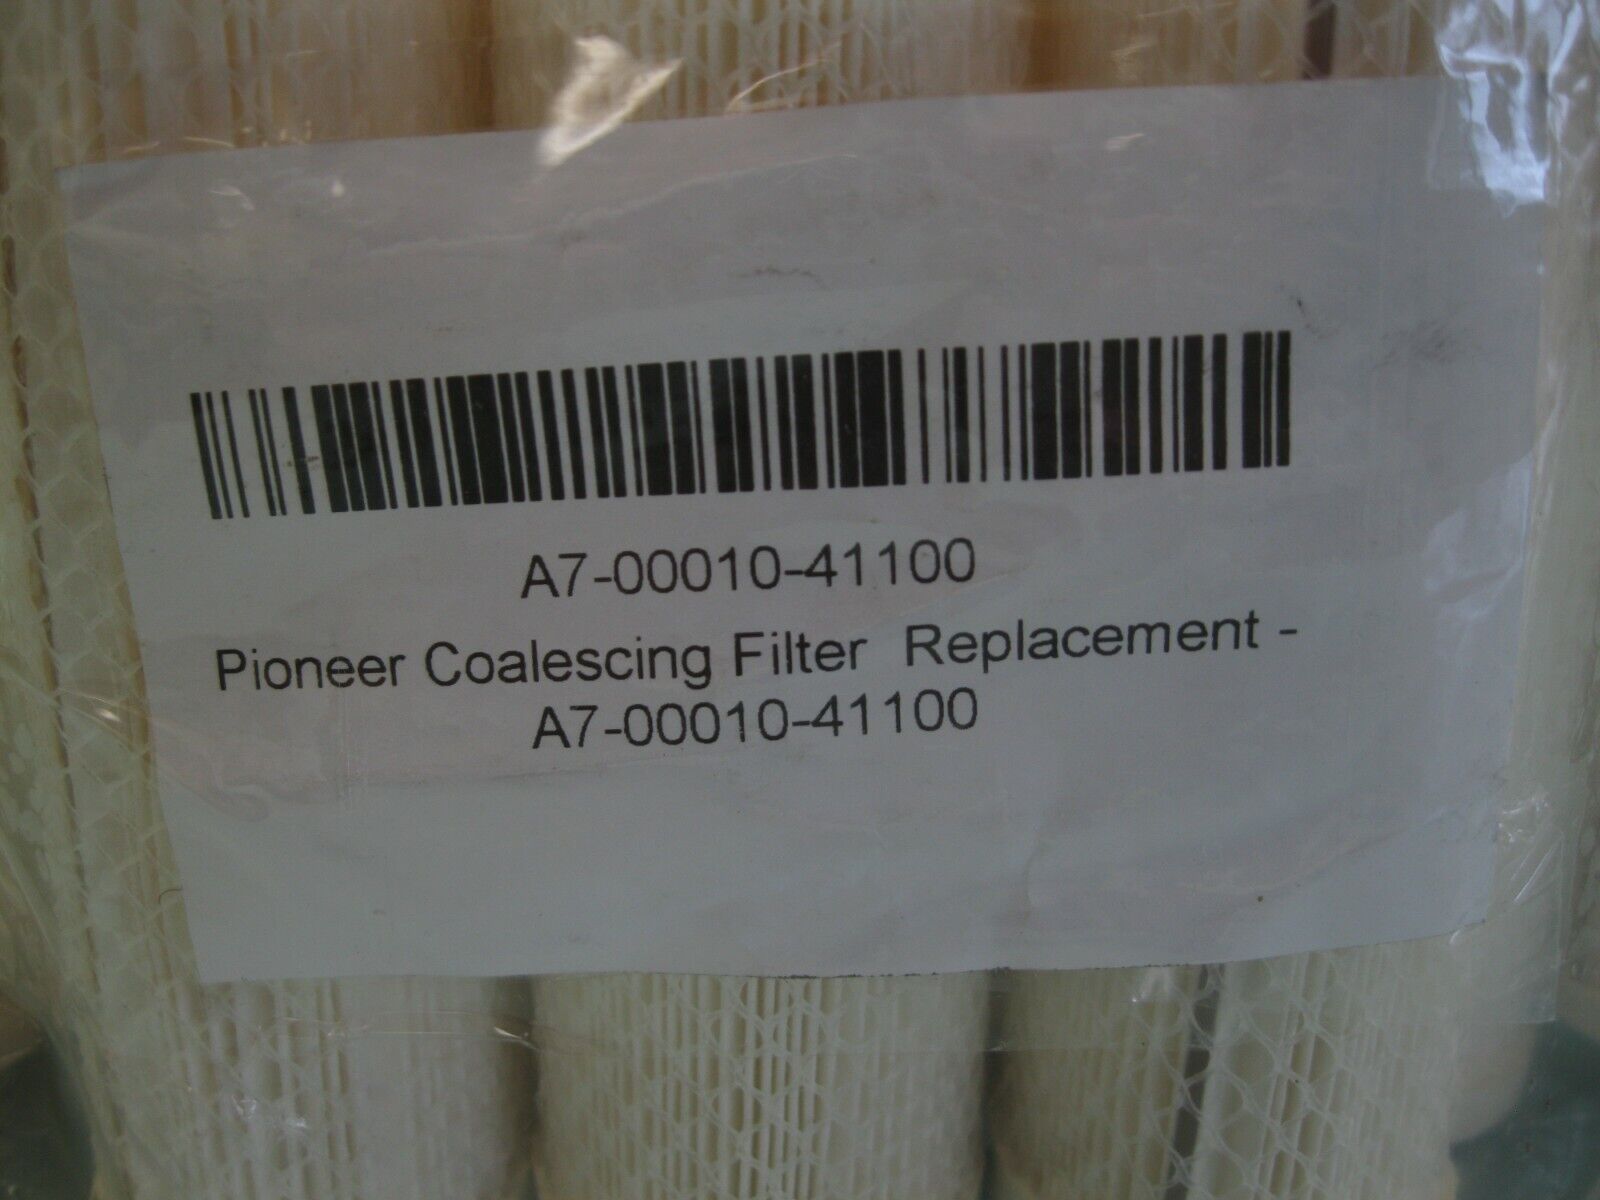 A7-00010-41100
Pioneer Coalescing Filter  Replacement -
A7-00010-41100